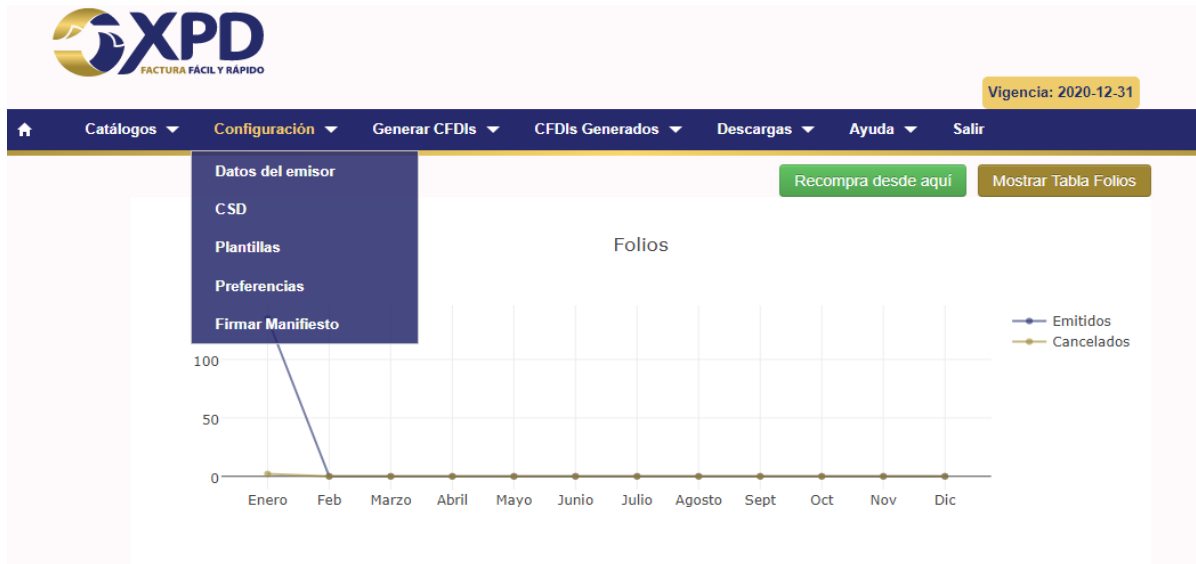 XPD
FACTURA FÁCIL Y RÁPIDO
Vigencia: 2020-12-31
Catálogos Configuración Generar CFDIs CFDIs Generados Descargas Ayuda Salir
Datos del emisor
CSD
Plantillas
Preferencias
Firmar Manifiesto
Recompra desde aquí Mostrar Tabla Folios
Folios
Emitidos
Cancelados
100
50
0
Enero Feb Marzo Abril Mayo Junio Julio Agosto Sept Oct Nov Dic